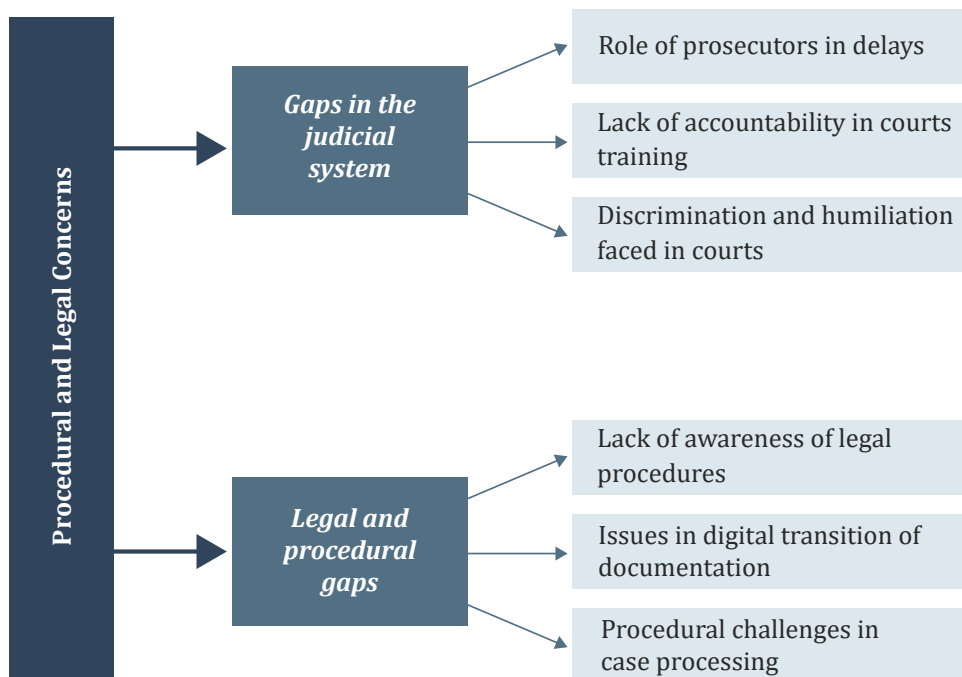 Procedural and Legal Concerns
Gaps in the
judicial
system
Role of prosecutors in delays
Lack of accountability in courts
training
Discrimination and humiliation
faced in courts
Legal and
procedural
gaps
Lack of awareness of legal
procedures
Issues in digital transition of
documentation
Procedural challenges in
case processing